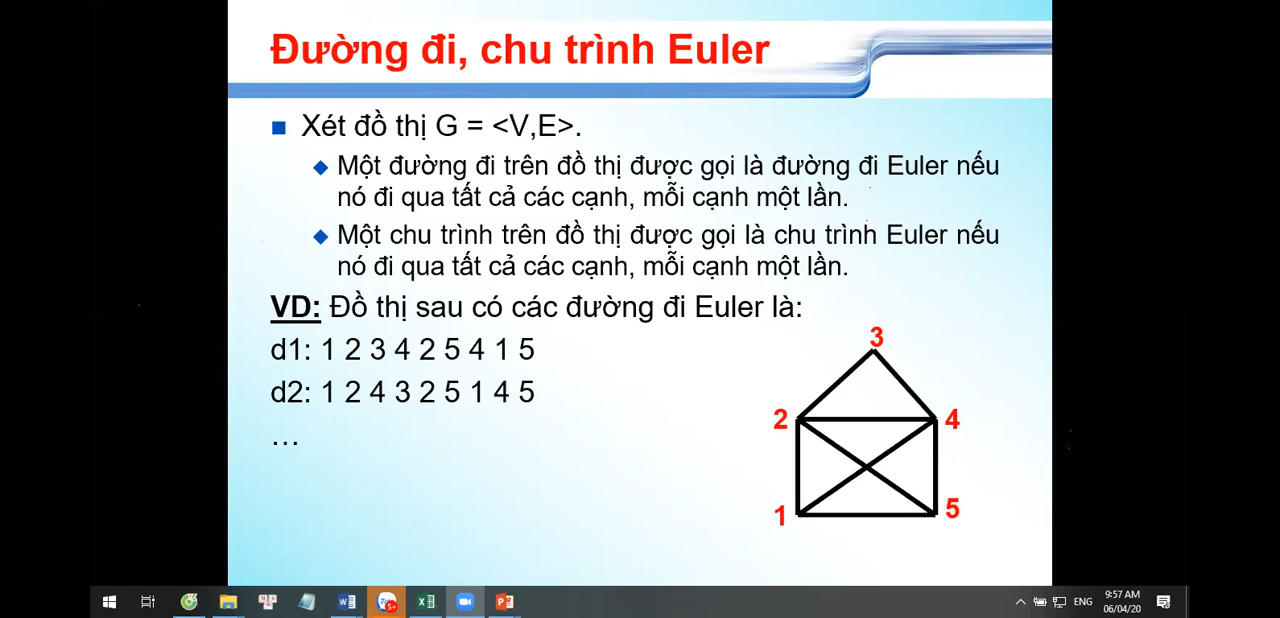 Đường đi, chu trình Euler
Xét đồ thị G = <V,E>.
Một đường đi trên đồ thị được gọi là đường đi Euler nếu
nó đi qua tất cả các cạnh, mỗi cạnh một lần.
Một chu trình trên đồ thị được gọi là chu trình Euler nếu
nó đi qua tất cả các cạnh, mỗi cạnh một lần.
VD: Đồ thị sau có các đường đi Euler là:
d1: 1 2 3 4 2 5 4 1 5
d2: 1 2 4 3 2 5 1 4 5
…
3
2
4
1
5
5+
ENG
9:57 AM
06/04/20